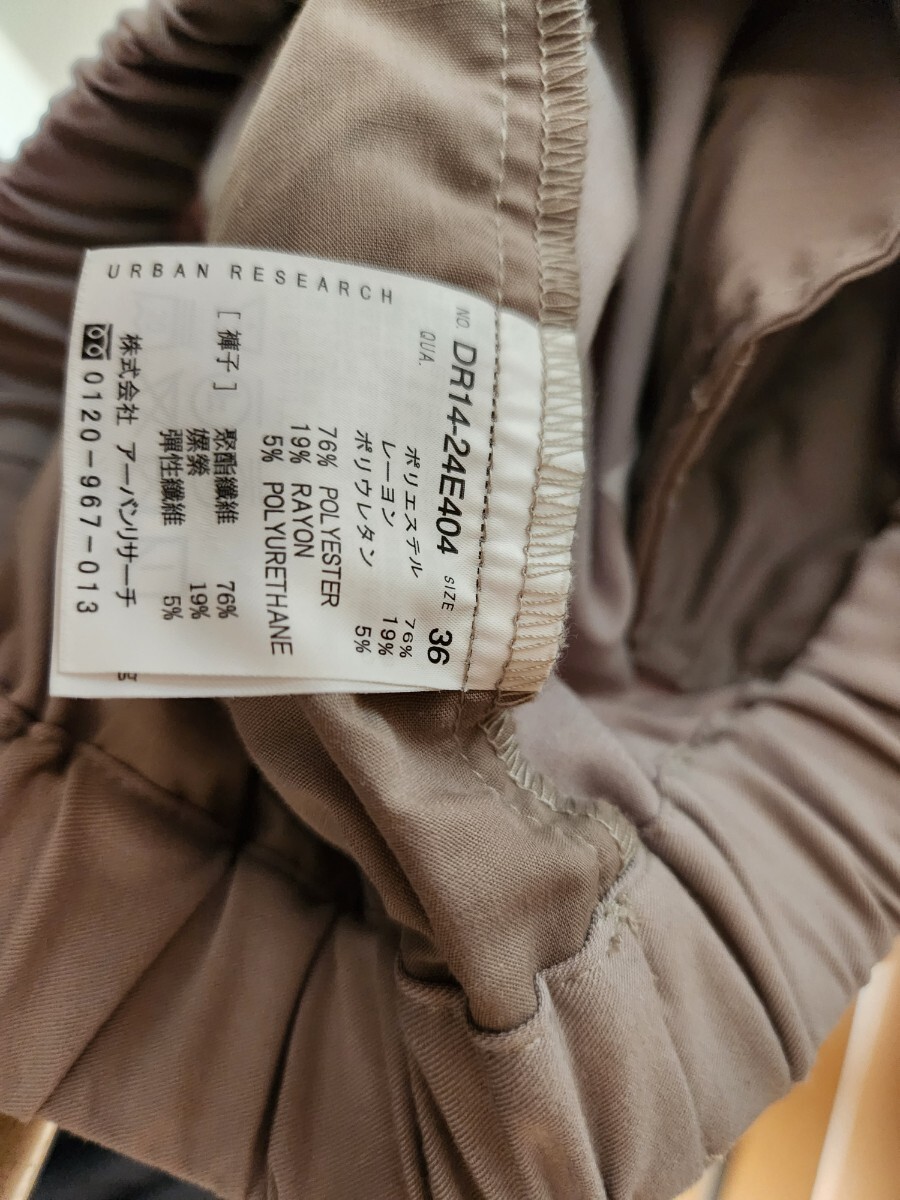 NO. DR14-24E404 SIZE 36
QUA.
ポリエステル 76%
レーヨン 19%
ポリウレタン 5%
76% POLYESTER
19% RAYON
5% POLYURETHANE
[ 褲子 ]
聚酯纖維 76%
嫘縈 19%
彈性纖維 5%
株式会社 アーバンリサーチ
0120-967-013
URBAN RESEARCH